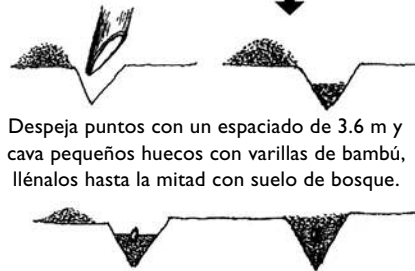 Despeja puntos con un espaciado de 3.6 m y
cava pequeños huecos con varillas de bambú,
llénalos hasta la mitad con suelo de bosque.